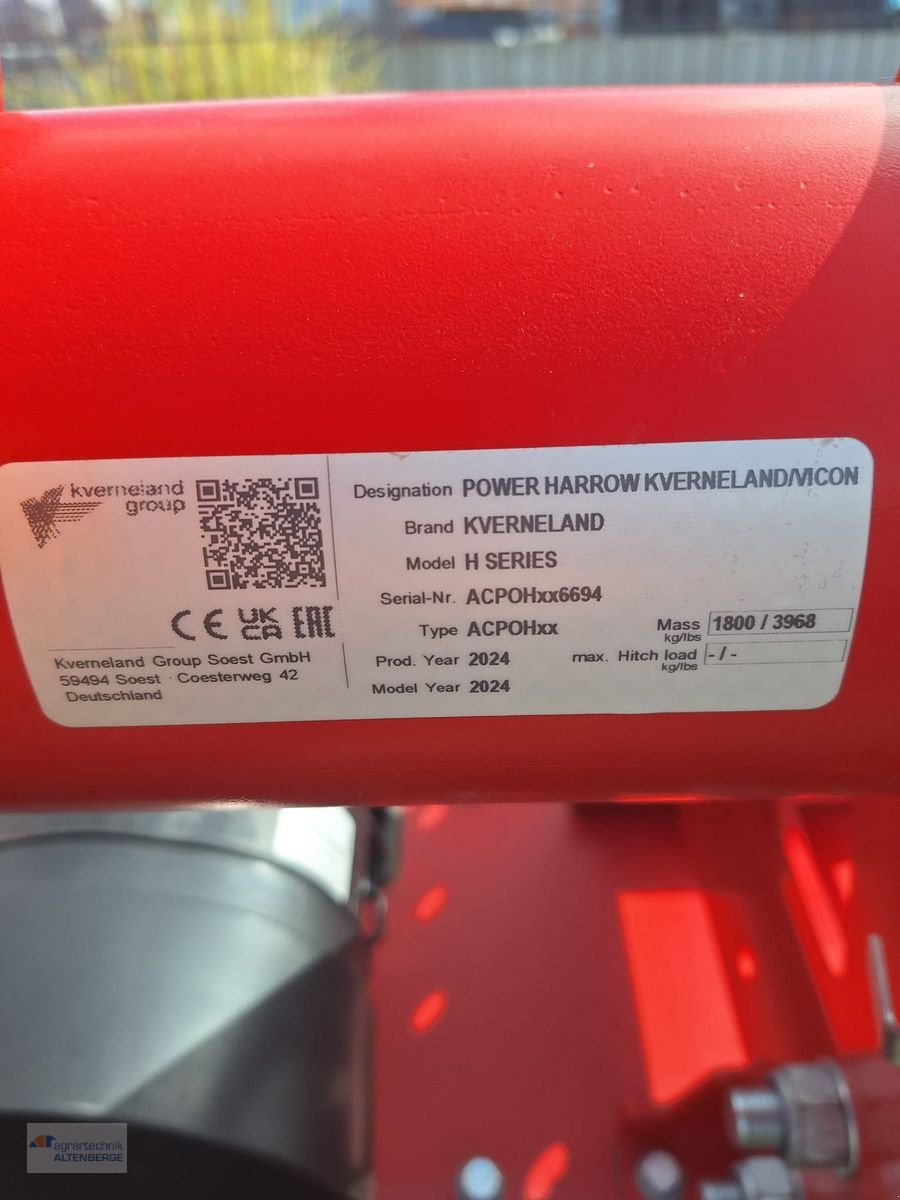 kverneland
group
CE UK CA EAC
Kverneland Group Soest GmbH
59494 Soest · Coesterweg 42
Deutschland
Designation POWER HARROW KVERNELAND/VICON
Brand KVERNELAND
Model H SERIES
Serial-Nr. ACPOHxx6694
Type ACPOHxx
Mass kg/lbs 1800 / 3968
Prod. Year 2024
max. Hitch load kg/lbs - / -
Model Year 2024
agrartechnik
ALTENBERGE